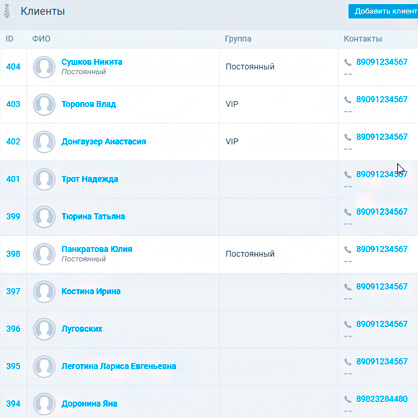 Клиенты
Добавить клиент
ID ФИО Группа Контакты
404 Сушков Никита Постоянный 89091234567
Постоянный --
403 Торопов Влад VIP 89091234567
--
402 Донгаузер Анастасия VIP 89091234567
--
401 Трот Надежда 89091234567
--
399 Тюрина Татьяна 89091234567
--
398 Панкратова Юлия Постоянный 89091234567
Постоянный --
397 Костина Ирина 89091234567
--
396 Луговских 89091234567
--
395 Леготина Лариса Евгеньевна 89091234567
--
394 Доронина Яна 89823284480
--